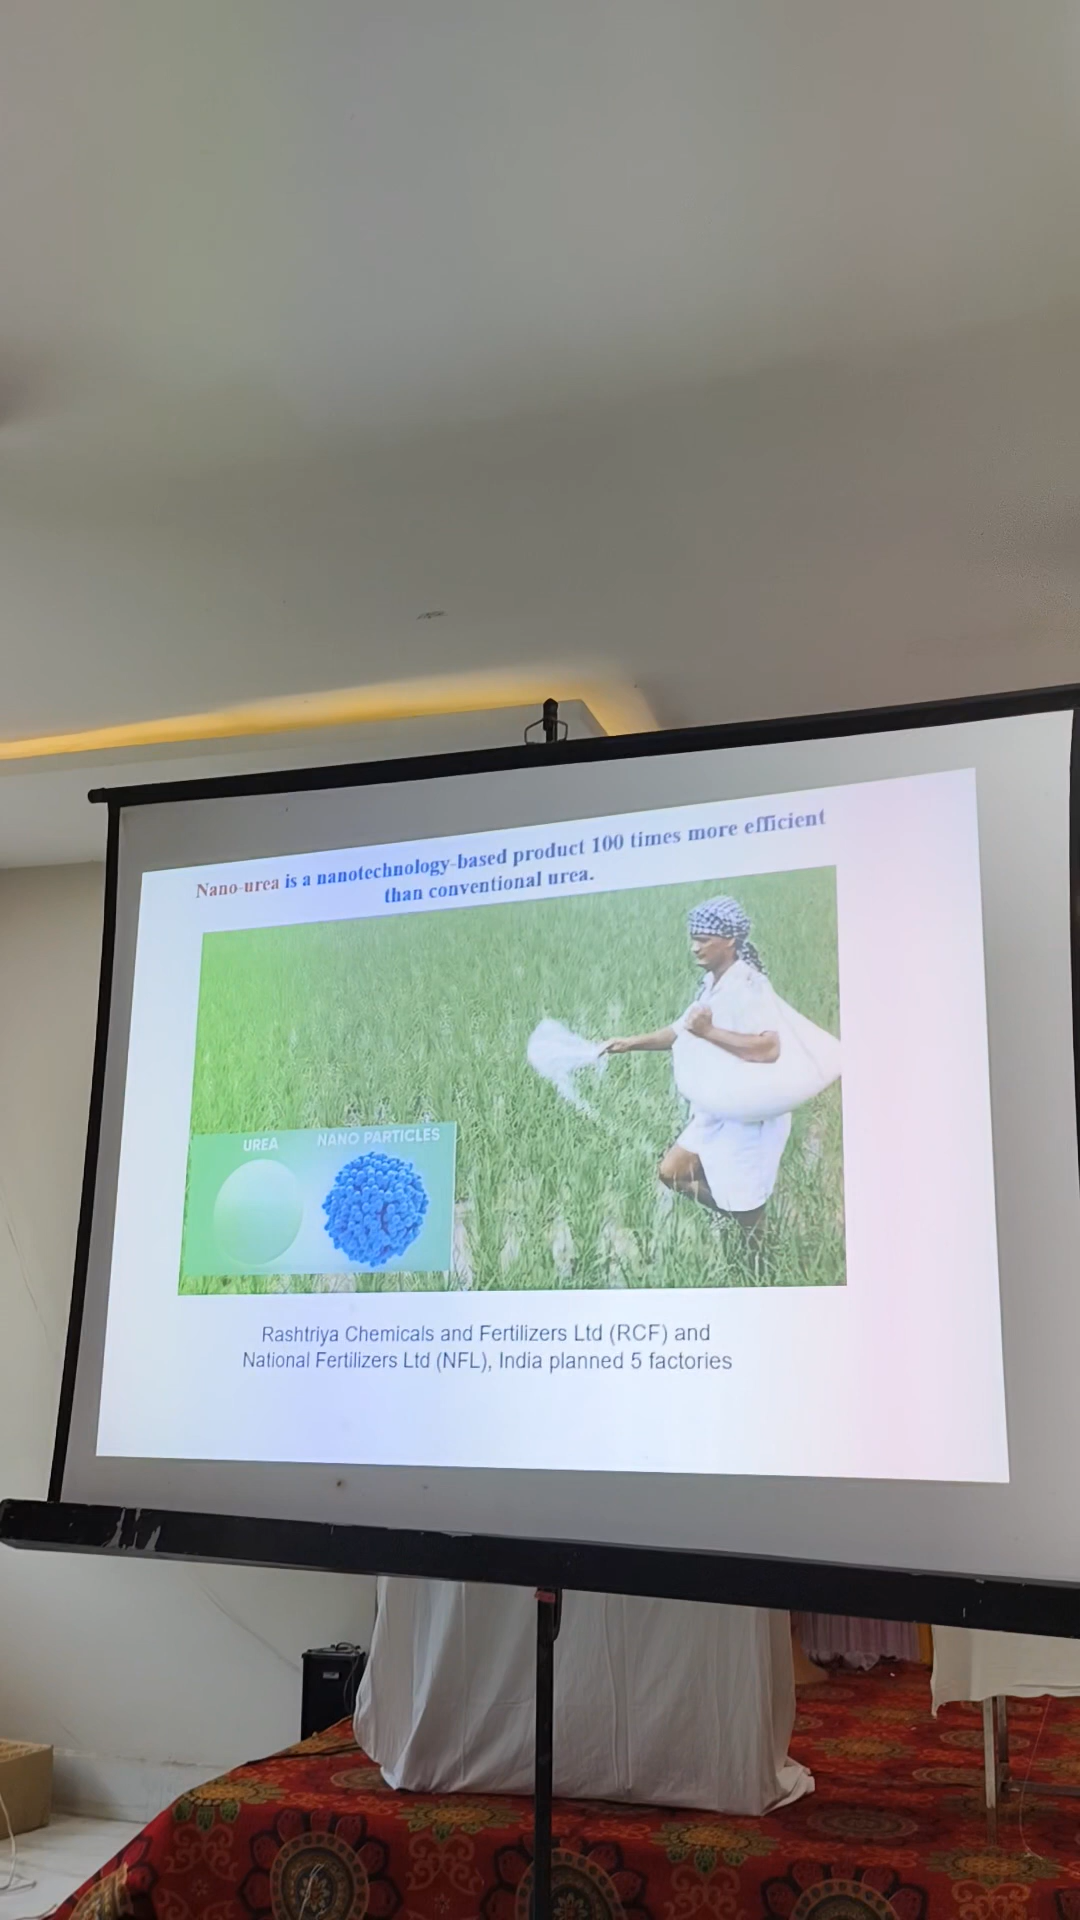 Nano-urea is a nanotechnology-based product 100 times more efficient
than conventional urea.
UREA
NANO PARTICLES
Rashtriya Chemicals and Fertilizers Ltd (RCF) and
National Fertilizers Ltd (NFL), India planned 5 factories